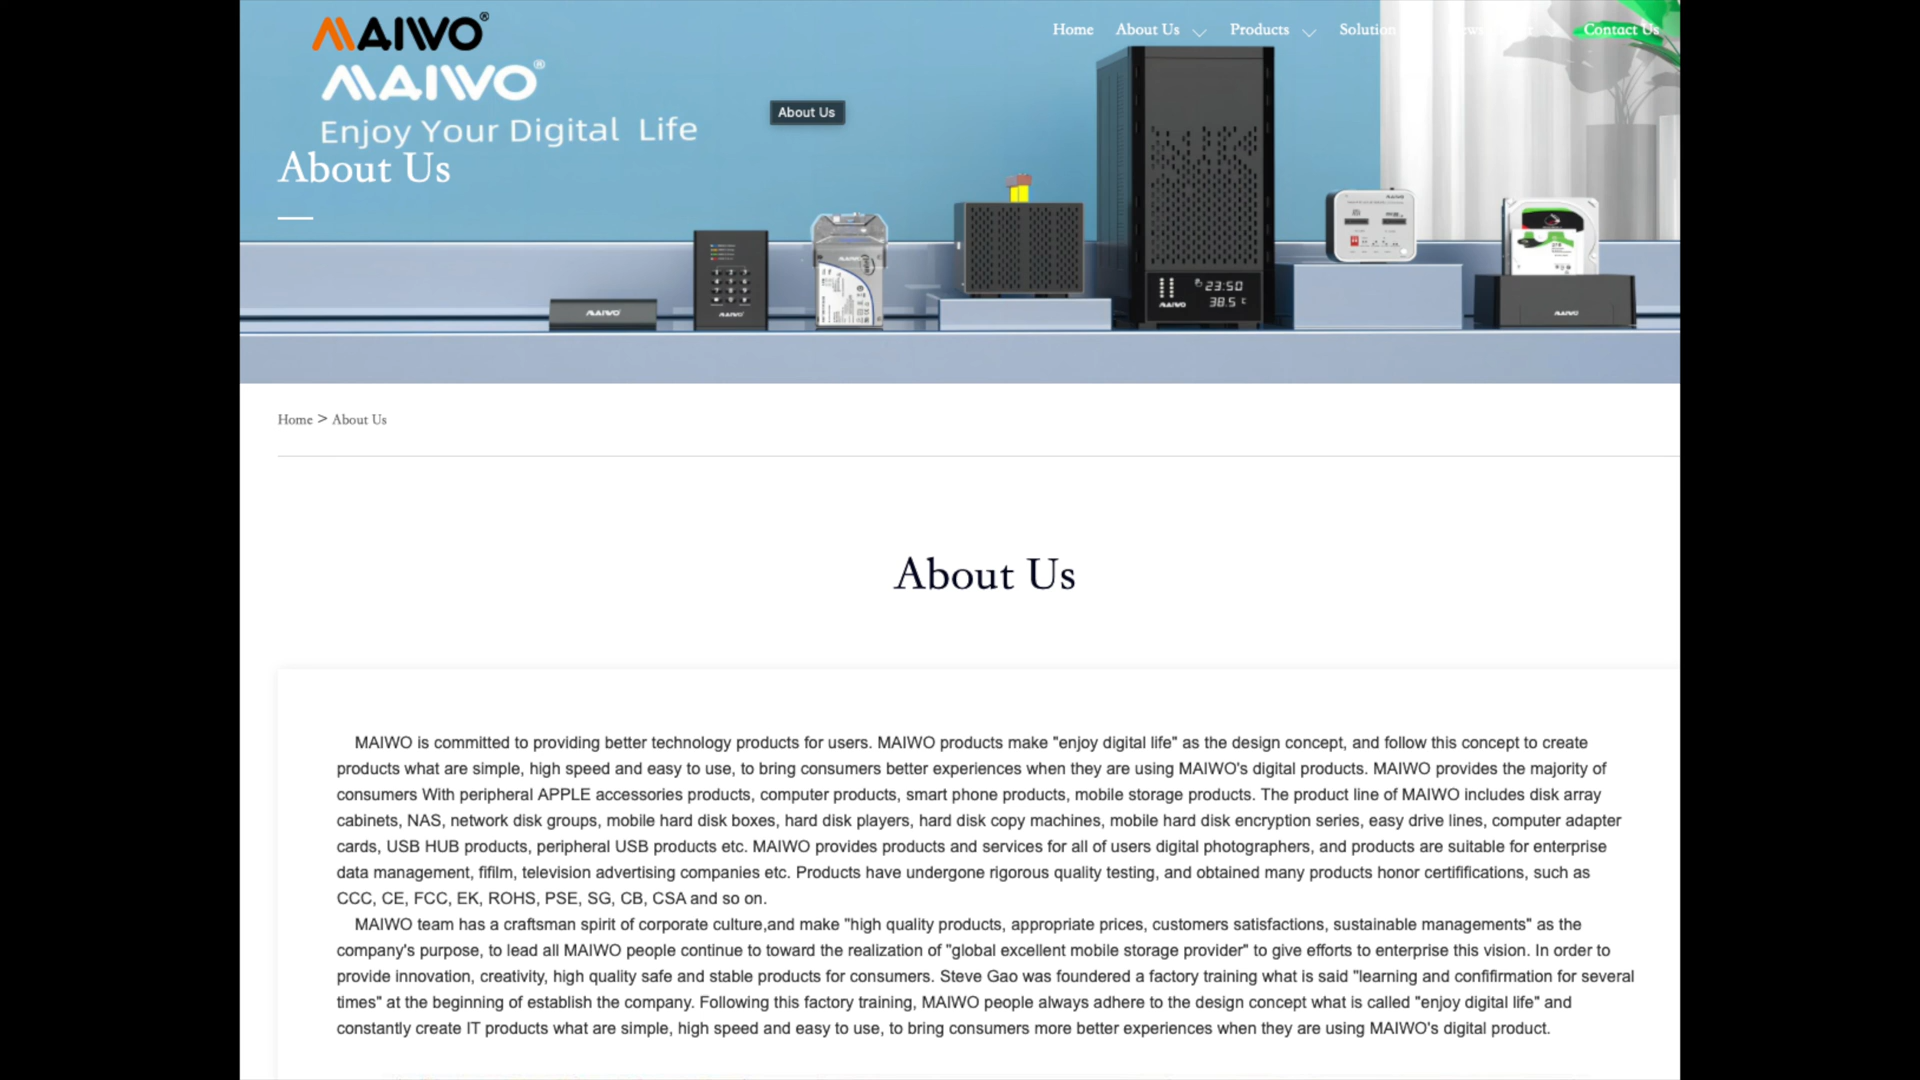 MAIWO®
Home About Us Products Solution Contact Us
MAIWO®
About Us
Enjoy Your Digital Life
About Us
23:50
38.5 c
MAIWO
MAIWO
MAIWO
MAIWO
Home > About Us
About Us
MAIWO is committed to providing better technology products for users. MAIWO products make "enjoy digital life" as the design concept, and follow this concept to create
products what are simple, high speed and easy to use, to bring consumers better experiences when they are using MAIWO's digital products. MAIWO provides the majority of
consumers With peripheral APPLE accessories products, computer products, smart phone products, mobile storage products. The product line of MAIWO includes disk array
cabinets, NAS, network disk groups, mobile hard disk boxes, hard disk players, hard disk copy machines, mobile hard disk encryption series, easy drive lines, computer adapter
cards, USB HUB products, peripheral USB products etc. MAIWO provides products and services for all of users digital photographers, and products are suitable for enterprise
data management, fifilm, television advertising companies etc. Products have undergone rigorous quality testing, and obtained many products honor certififications, such as
CCC, CE, FCC, EK, ROHS, PSE, SG, CB, CSA and so on.
MAIWO team has a craftsman spirit of corporate culture,and make "high quality products, appropriate prices, customers satisfactions, sustainable managements" as the
company's purpose, to lead all MAIWO people continue to toward the realization of "global excellent mobile storage provider" to give efforts to enterprise this vision. In order to
provide innovation, creativity, high quality safe and stable products for consumers. Steve Gao was foundered a factory training what is said "learning and confifirmation for several
times" at the beginning of establish the company. Following this factory training, MAIWO people always adhere to the design concept what is called "enjoy digital life" and
constantly create IT products what are simple, high speed and easy to use, to bring consumers more better experiences when they are using MAIWO's digital product.